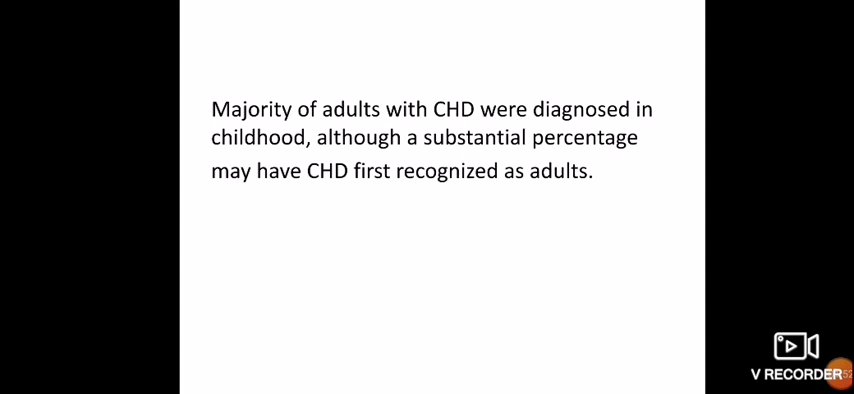 Majority of adults with CHD were diagnosed in
childhood, although a substantial percentage
may have CHD first recognized as adults.
V RECORDER